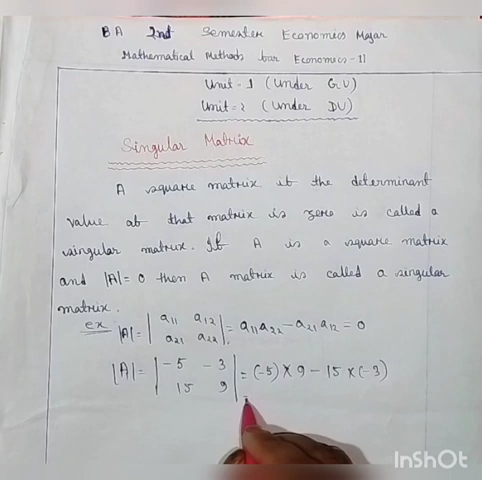 BA 2nd Semester Economics Major
Mathematical Methods for Economics-II
Unit-1 (Under GU)
Unit-2 (Under DU)
Singular Matrix
A square matrix if the determinant
value of that matrix is zero is called a
singular matrix. If A is a square matrix
and |A|=0 then A matrix is called a singular
matrix.
ex |A| = | a11 a12 | = a11a22 - a21a12 = 0
| a21 a22 |
|A| = | -5 -3 | = (-5) × 9 - 15 × (-3)
| 15 9 |
=
InShOt